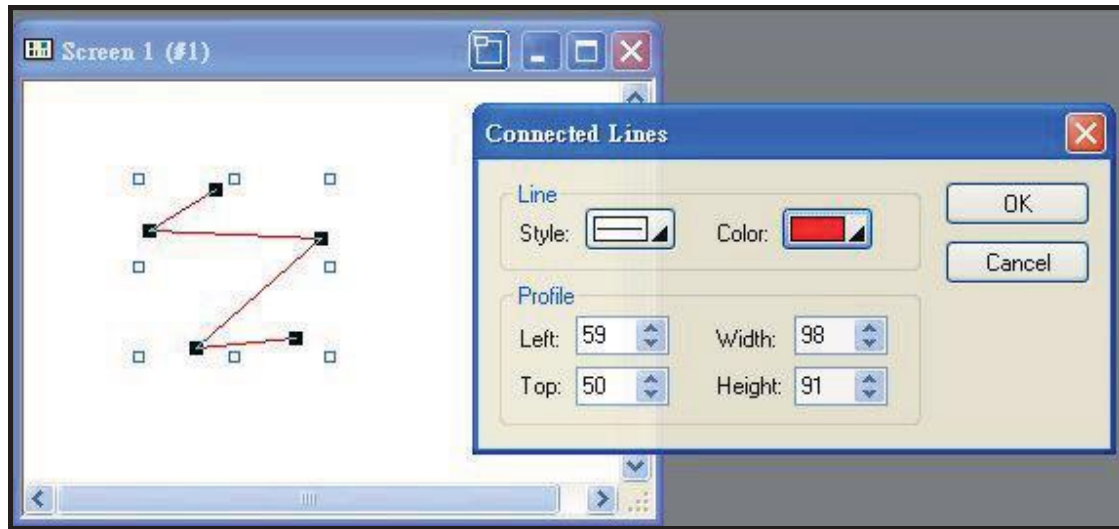 Screen 1 (#1)
Connected Lines
Line
Style:
Color:
OK
Cancel
Profile
Left: 59
Width: 98
Top: 50
Height: 91